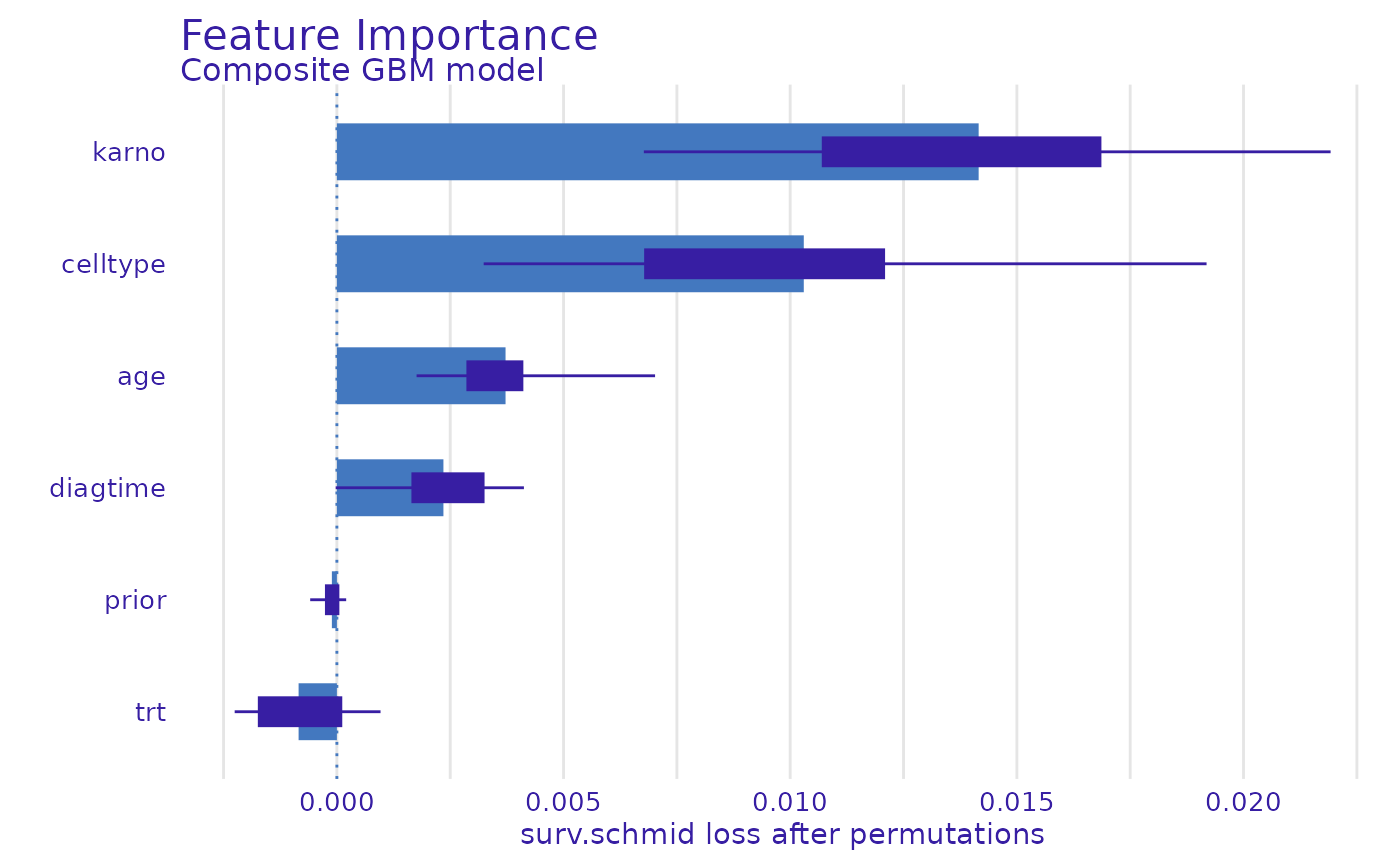 Feature Importance
Composite GBM model
karno
celltype
age
diagtime
prior
trt
0.000 0.005 0.010 0.015 0.020
surv.schmid loss after permutations